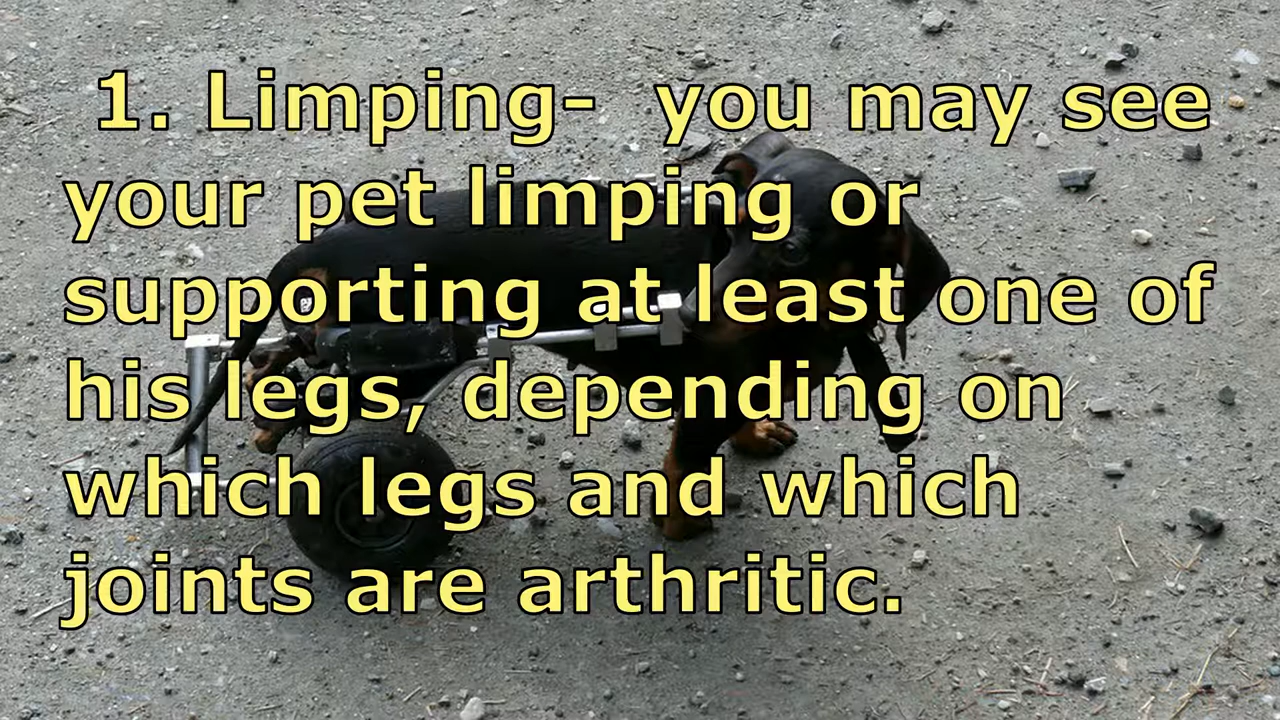 1. Limping-  you may see
your pet limping or
supporting at least one of
his legs, depending on
which legs and which
joints are arthritic.